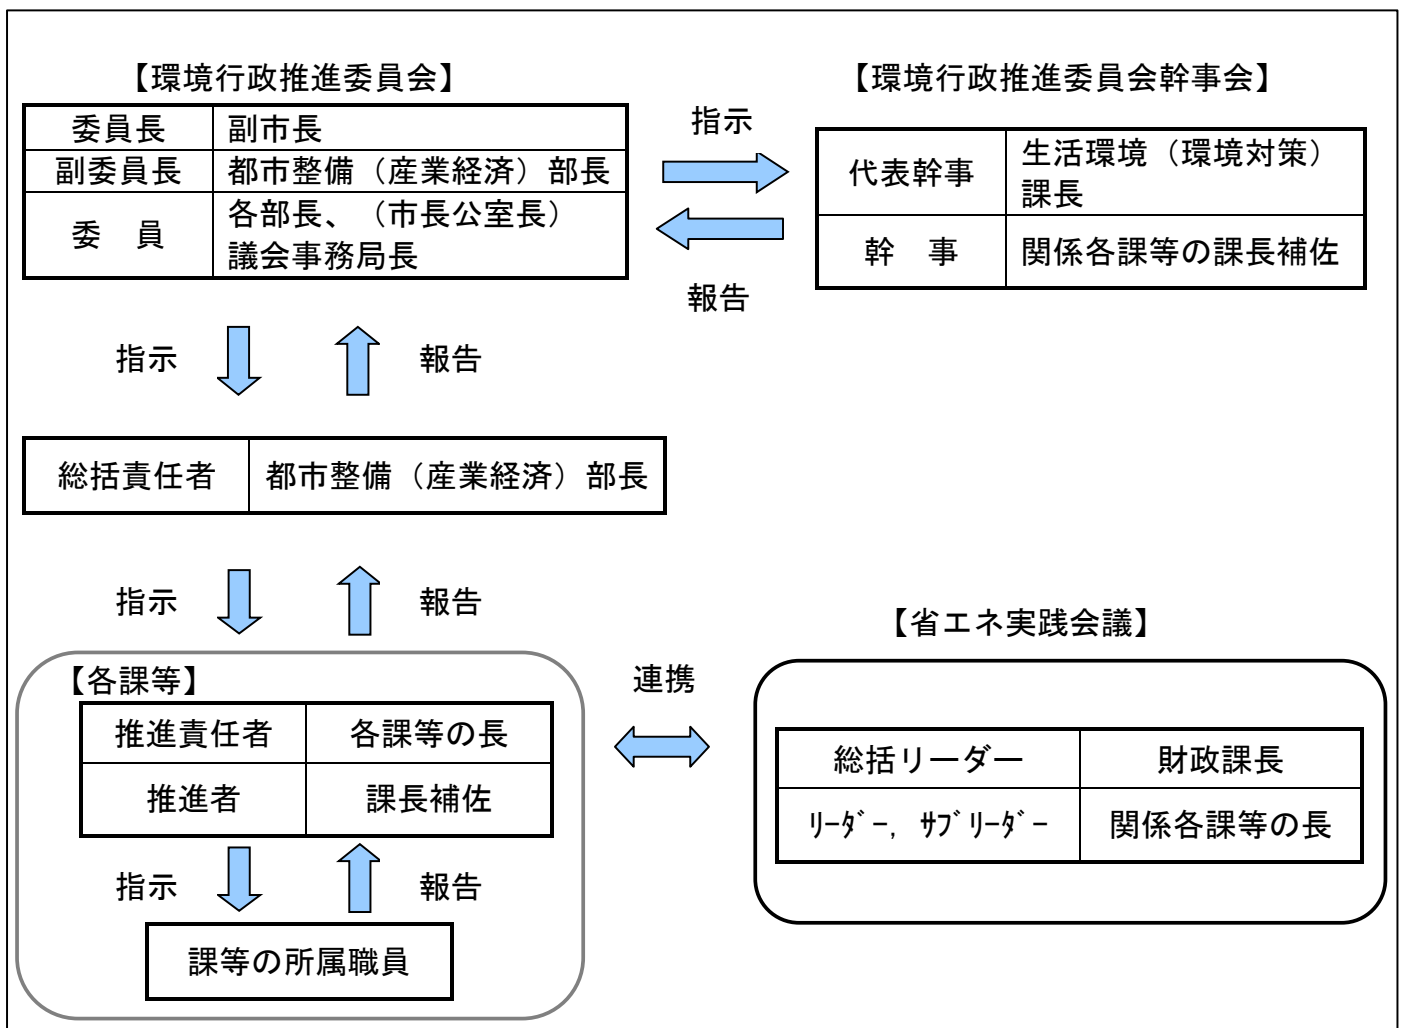 【環境行政推進委員会】
委員長 副市長
副委員長 都市整備（産業経済）部長
委　員 各部長、（市長公室長）
議会事務局長
指示
報告
【環境行政推進委員会幹事会】
代表幹事 生活環境（環境対策）
課長
幹　事 関係各課等の課長補佐
指示 報告
総括責任者 都市整備（産業経済）部長
指示 報告
【各課等】
推進責任者 各課等の長
推進者 課長補佐
指示 報告
課等の所属職員
連携
【省エネ実践会議】
総括リーダー 財政課長
ﾘｰﾀﾞｰ, ｻﾌﾞﾘｰﾀﾞｰ 関係各課等の長